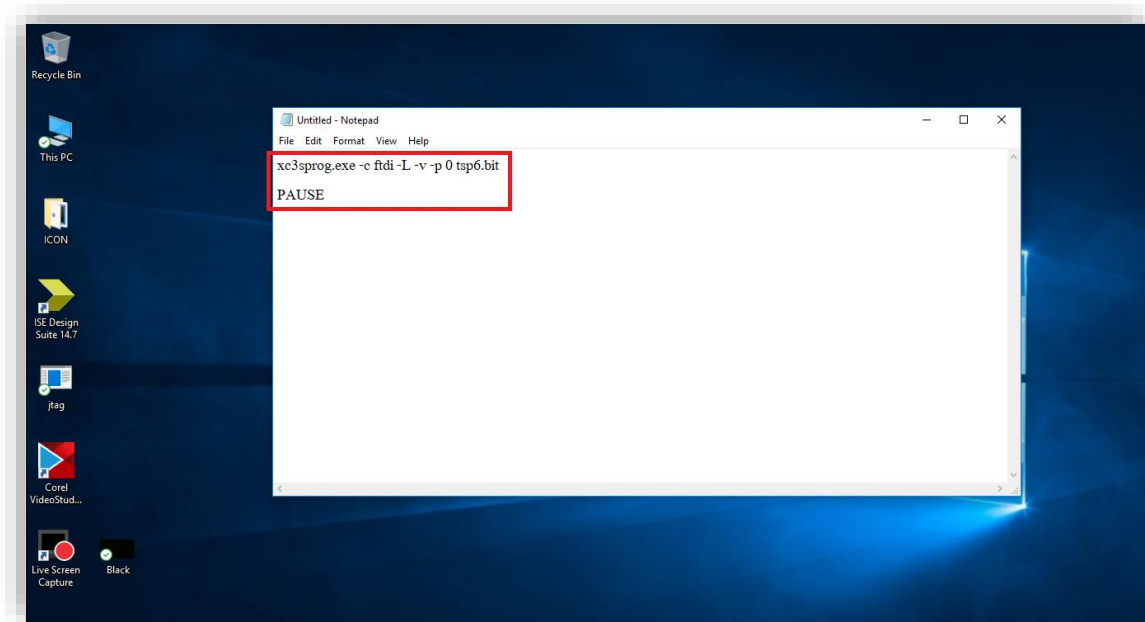 Recycle Bin
This PC
ICON
ISE Design
Suite 14.7
jtag
Corel
VideoStud...
Live Screen
Capture
Black
Untitled - Notepad
File Edit Format View Help
xc3sprog.exe -c ftdi -L -v -p 0 tsp6.bit
PAUSE